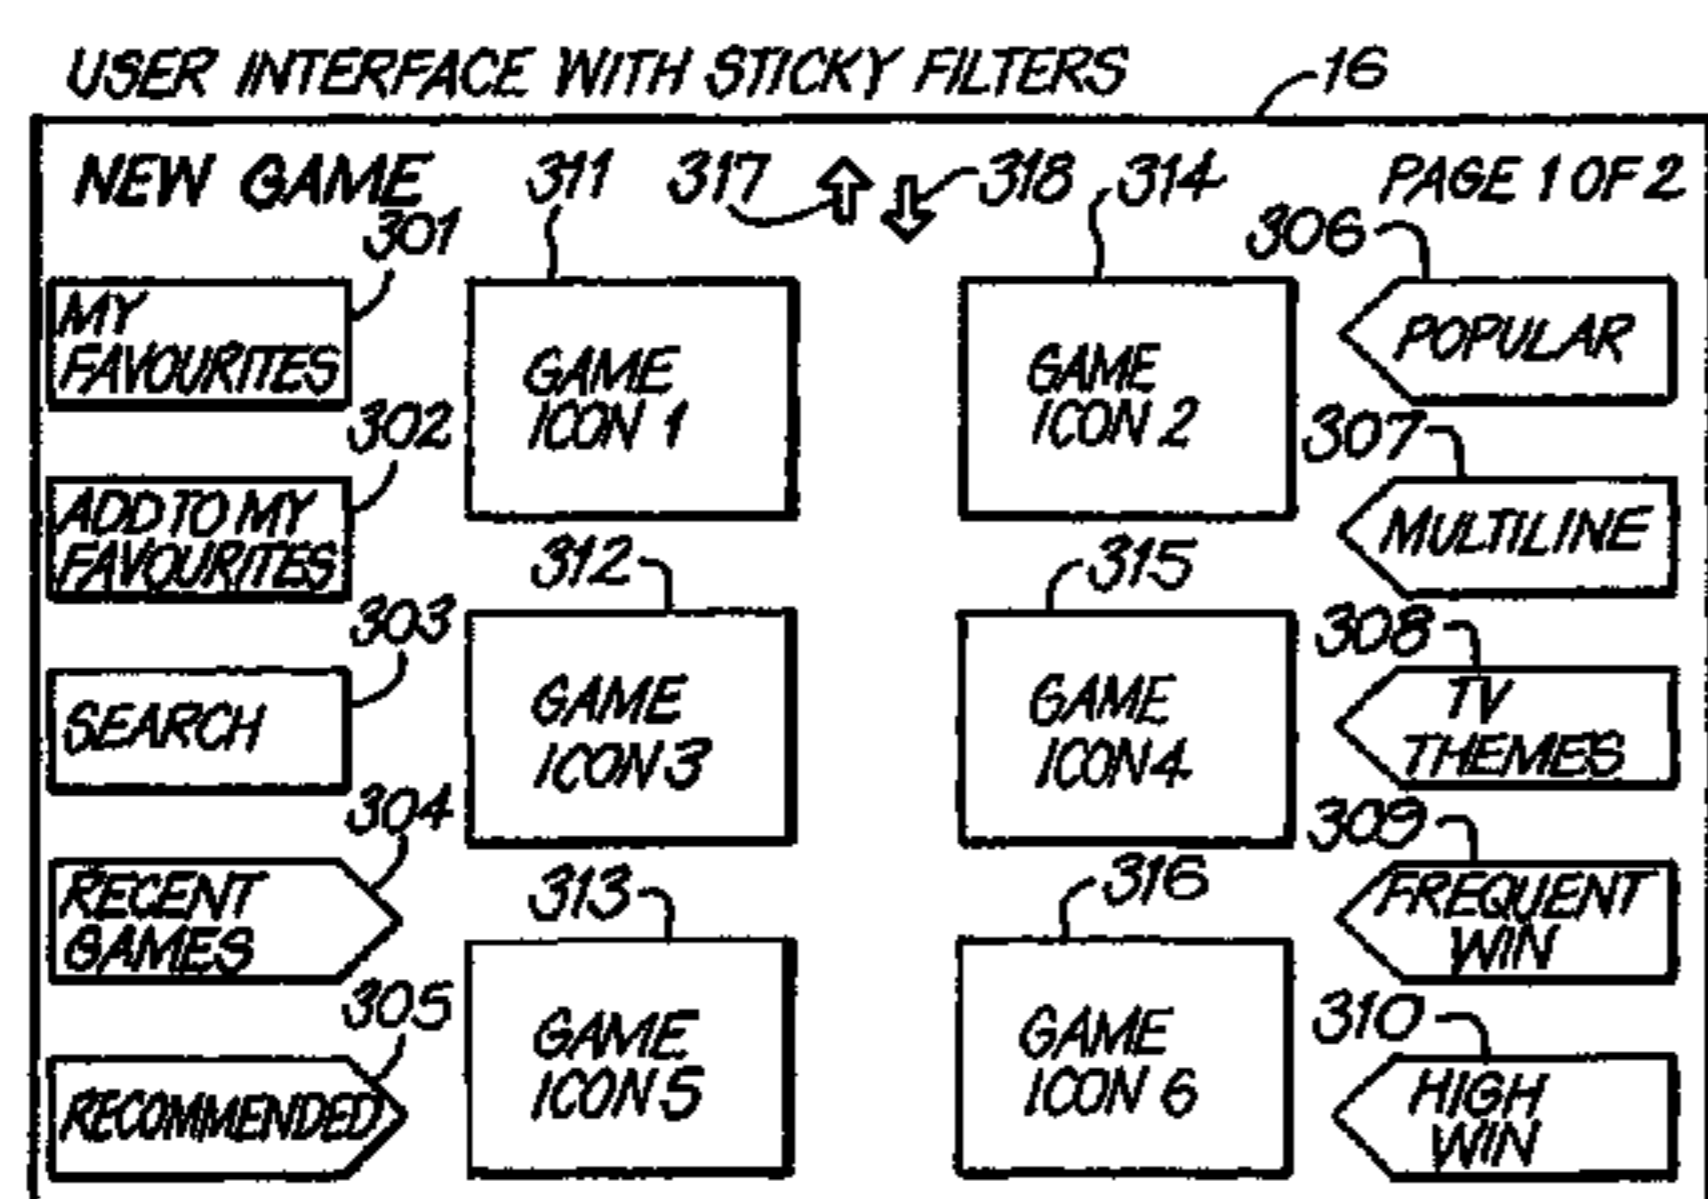 USER INTERFACE WITH STICKY FILTERS
16
NEW GAME
311
317
318
314
PAGE 1 OF 2
301
306
MY
FAVOURITES
GAME
ICON 1
GAME
ICON 2
POPULAR
302
307
ADD TO MY
FAVOURITES
MULTILINE
312
315
303
308
SEARCH
GAME
ICON 3
GAME
ICON 4
TV
THEMES
304
309
RECENT
GAMES
313
316
FREQUENT
WIN
305
310
RECOMMENDED
GAME
ICON 5
GAME
ICON 6
HIGH
WIN